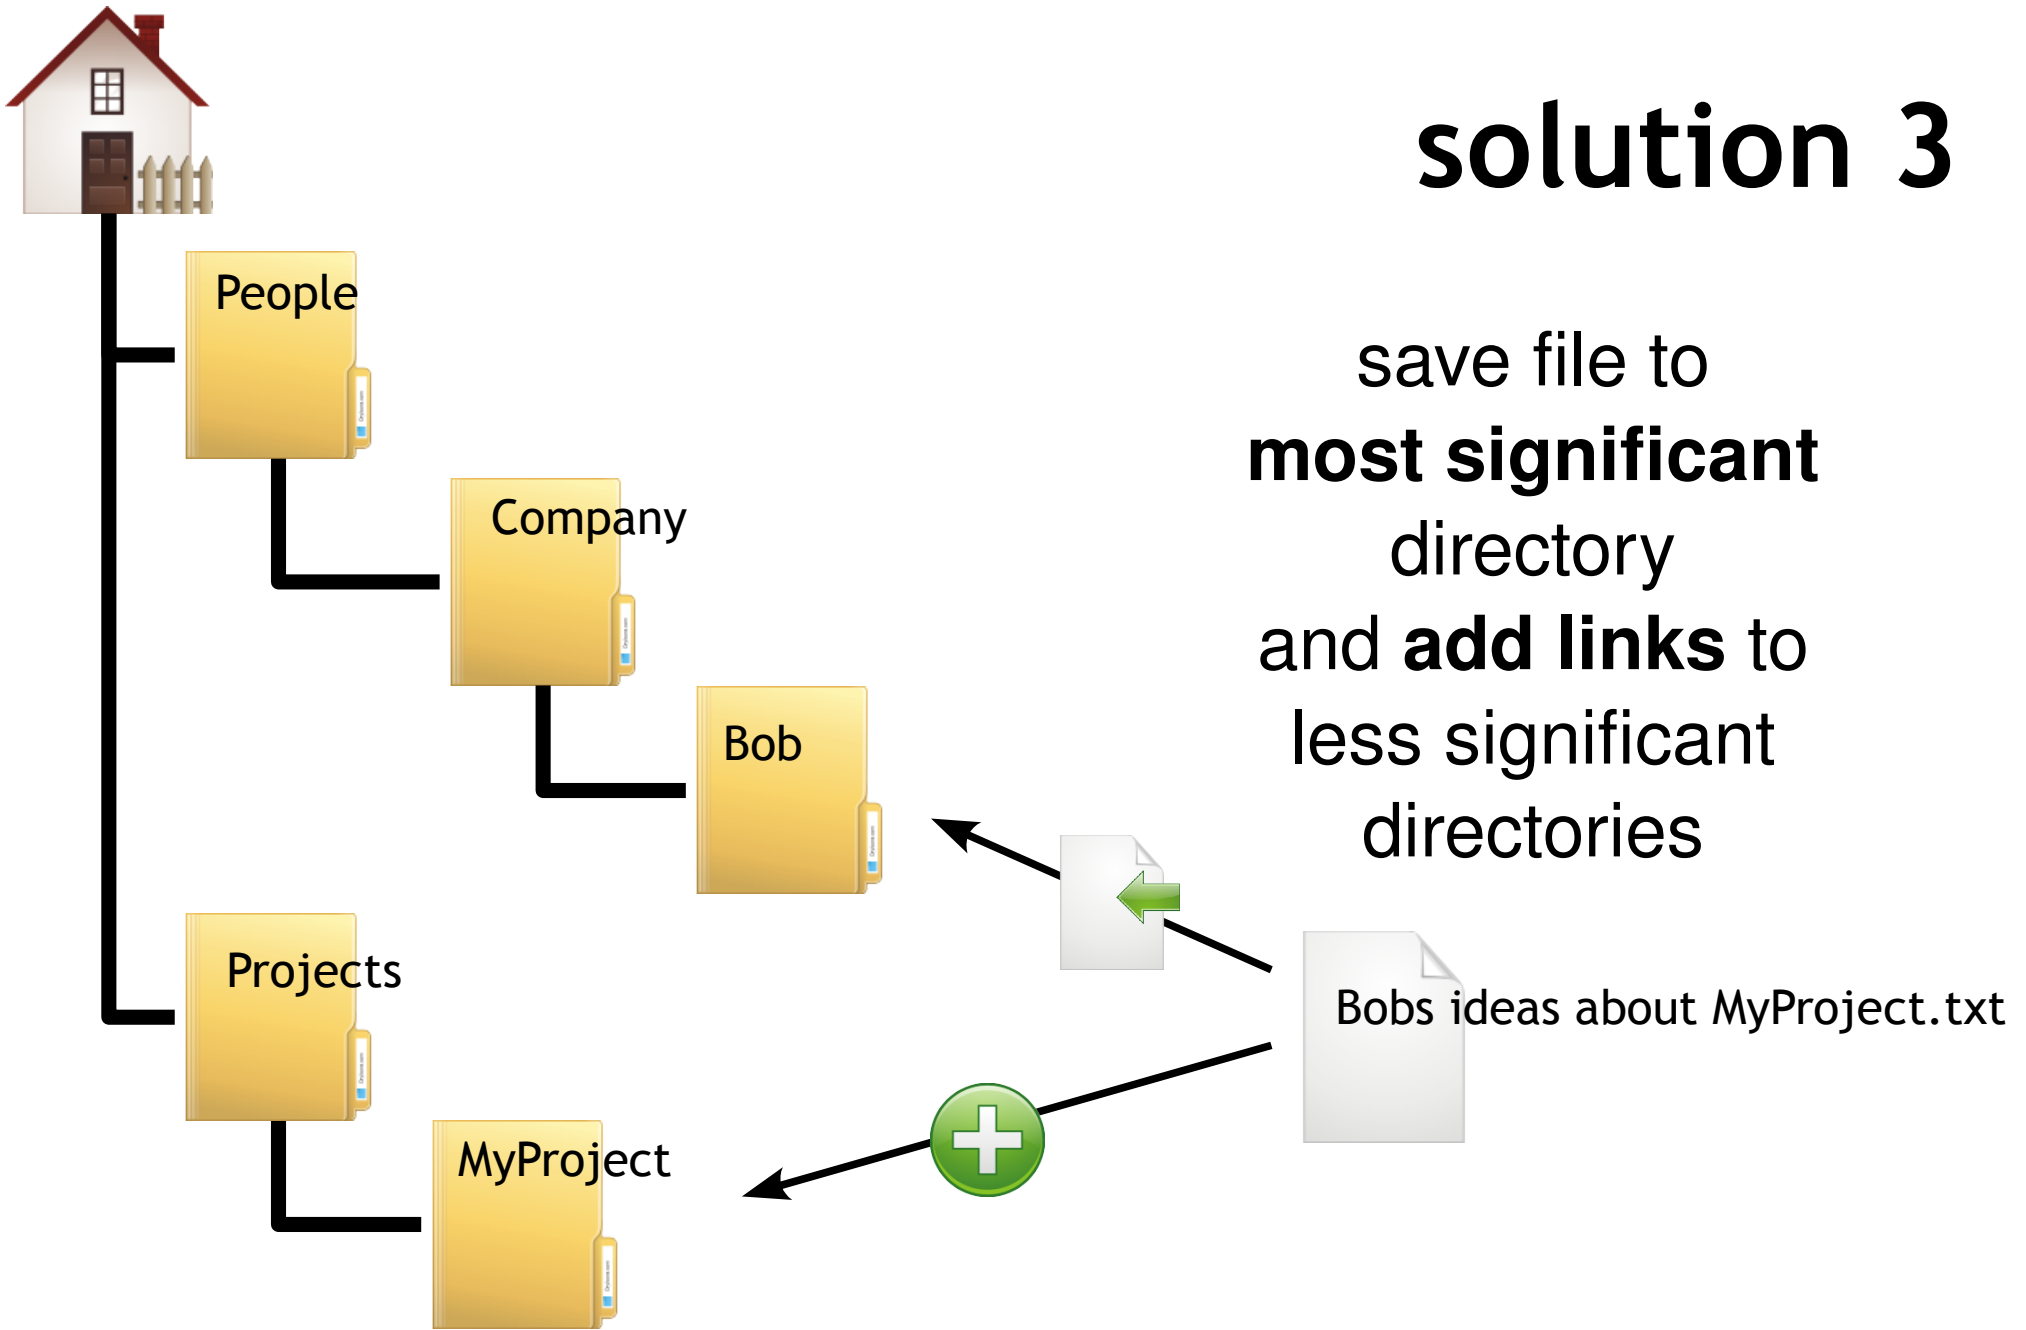 solution 3
People
save file to
most significant
directory
and add links to
less significant
directories
Company
Bob
Projects
Bobs ideas about MyProject.txt
MyProject